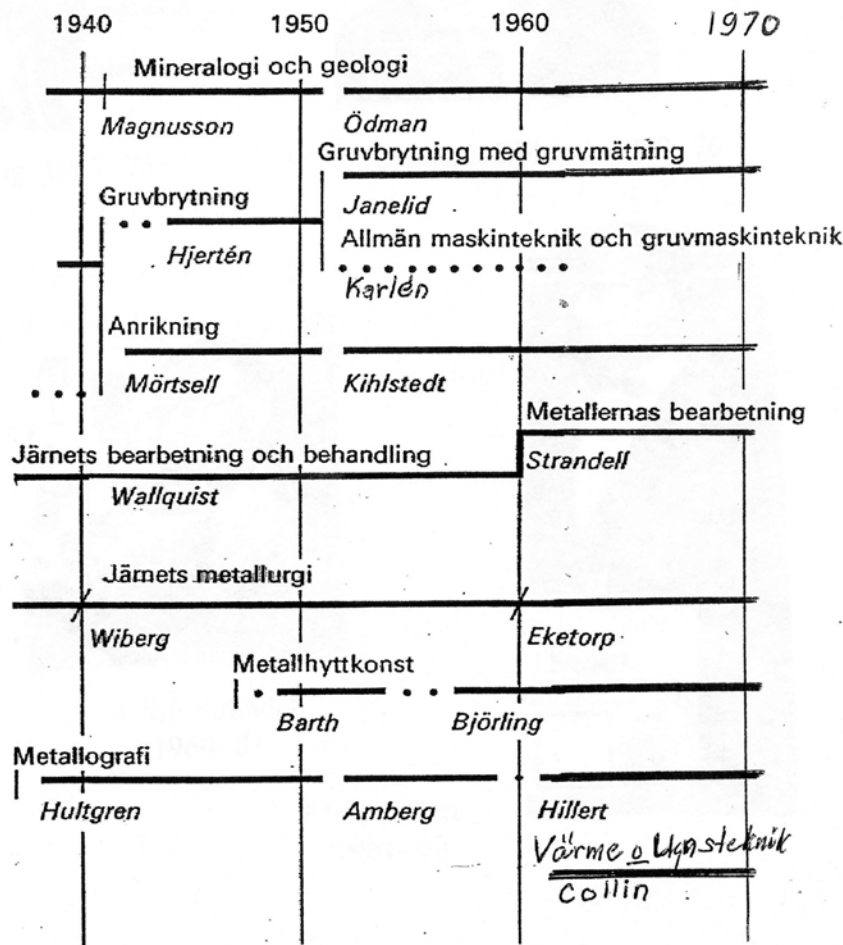 1940 1950 1960 1970
Mineralogi och geologi
Magnusson Ödman
Gruvbrytning med gruvmätning
Gruvbrytning Janelid
Allmän maskinteknik och gruvmaskinteknik
Hjertén
Karlén
Anrikning
Mörtsell Kihlstedt
Metallernas bearbetning
Järnets bearbetning och behandling Strandell
Wallquist
Järnets metallurgi
Wiberg Eketorp
Metallhyttkonst
Barth Björling
Metallografi
Hultgren Amberg Hillert
Värme o Ugnsteknik
Collin